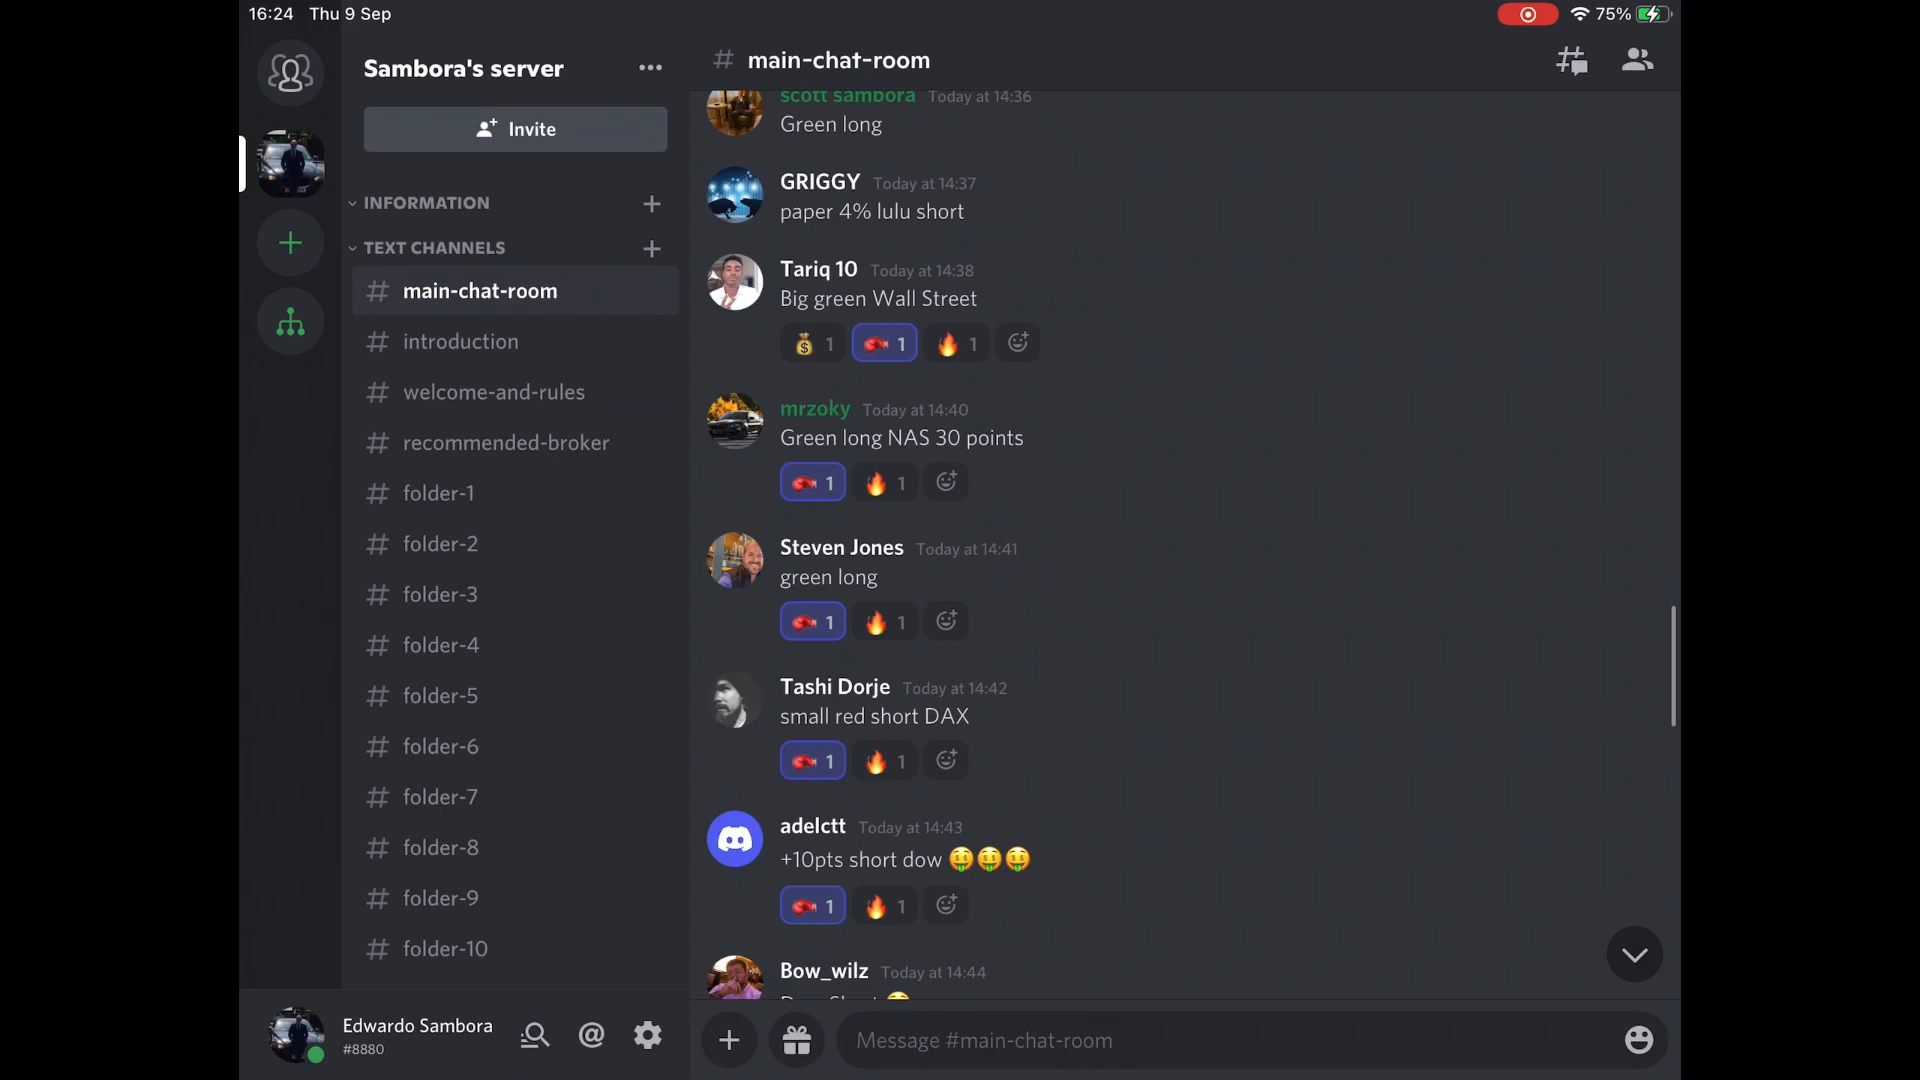 16:24 Thu 9 Sep
75%
Sambora's server
Invite
INFORMATION
TEXT CHANNELS
main-chat-room
introduction
welcome-and-rules
recommended-broker
folder-1
folder-2
folder-3
folder-4
folder-5
folder-6
folder-7
folder-8
folder-9
folder-10
Edwardo Sambora
#8880
main-chat-room
scott sambora Today at 14:36
Green long
GRIGGY Today at 14:37
paper 4% lulu short
Tariq 10 Today at 14:38
Big green Wall Street
💰 1 🥊 1 🔥 1
mrzoky Today at 14:40
Green long NAS 30 points
🥊 1 🔥 1
Steven Jones Today at 14:41
green long
🥊 1 🔥 1
Tashi Dorje Today at 14:42
small red short DAX
🥊 1 🔥 1
adelctt Today at 14:43
+10pts short dow 🤑🤑🤑
🥊 1 🔥 1
Bow_wilz Today at 14:44
Message #main-chat-room